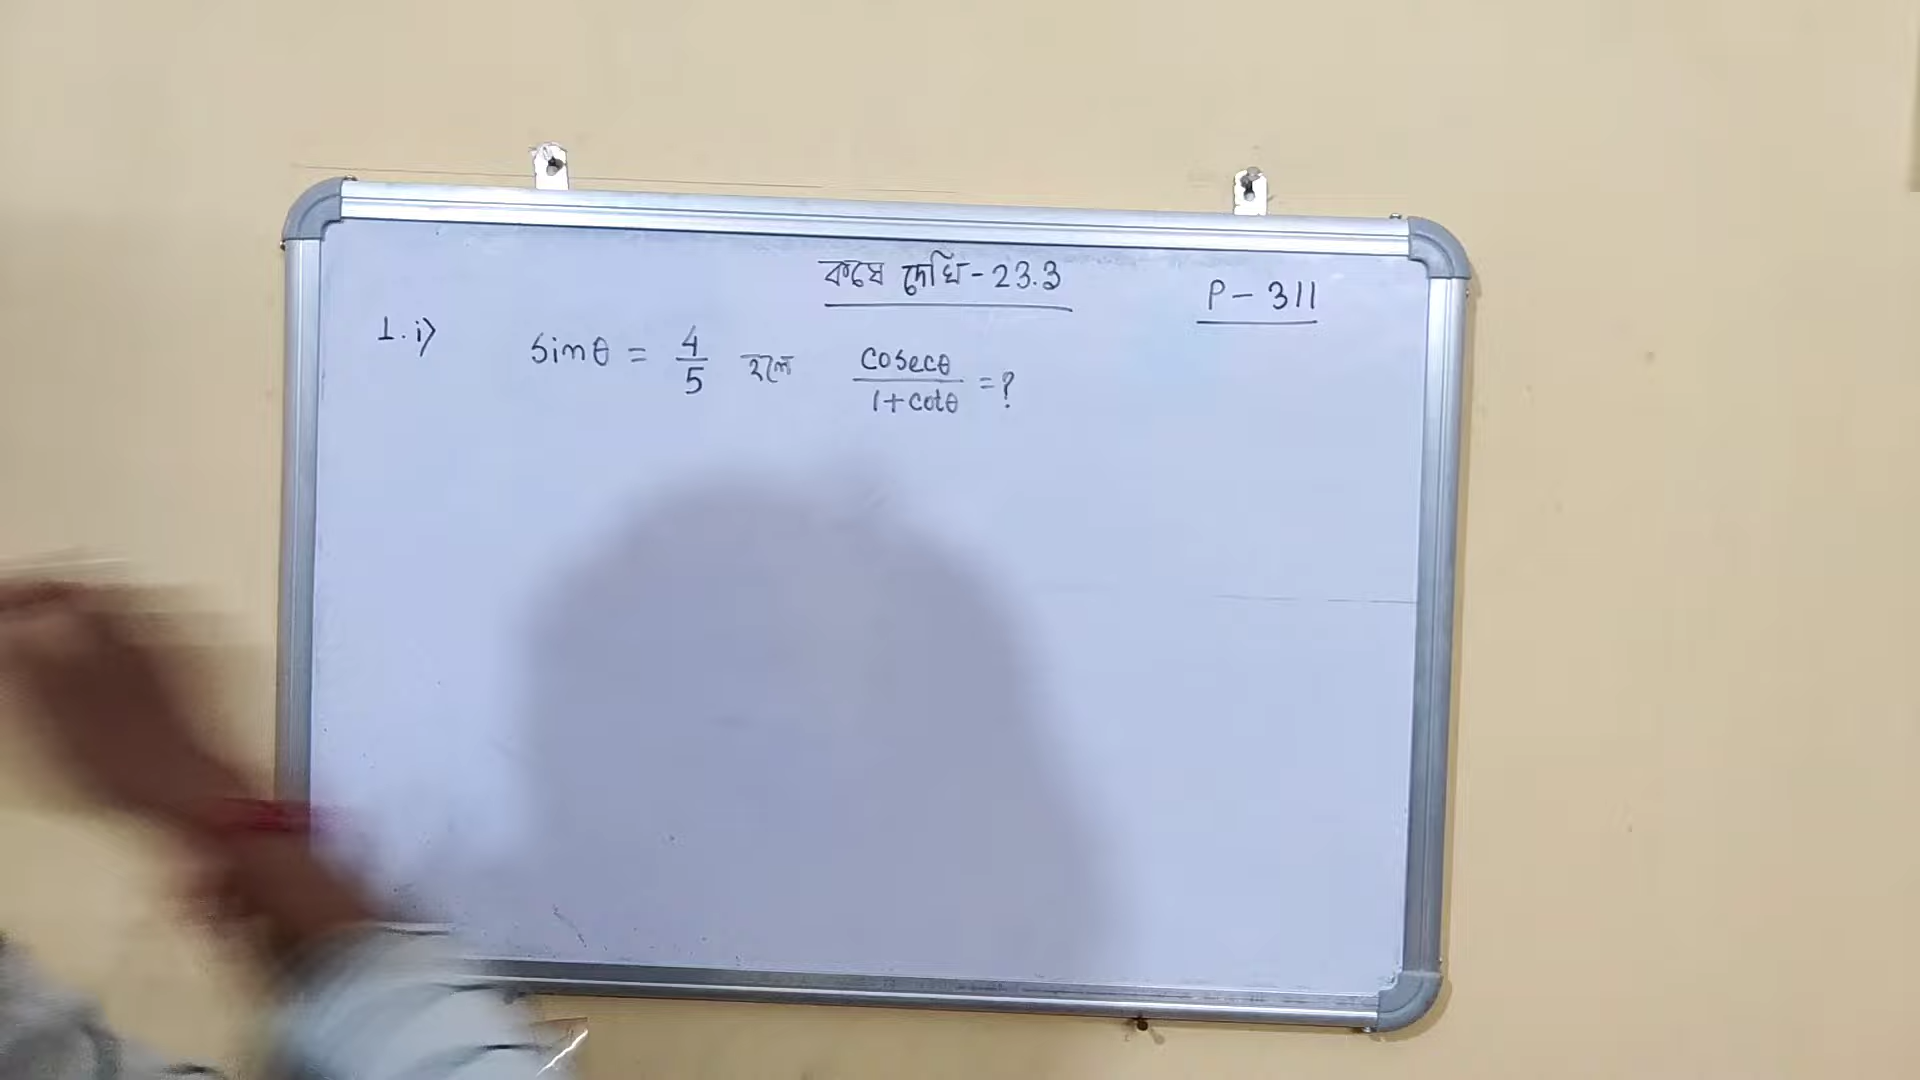 কষে দেখি - 23.3
P - 311
1. i) sinθ = 4/5 হলে cosecθ/1+cotθ = ?